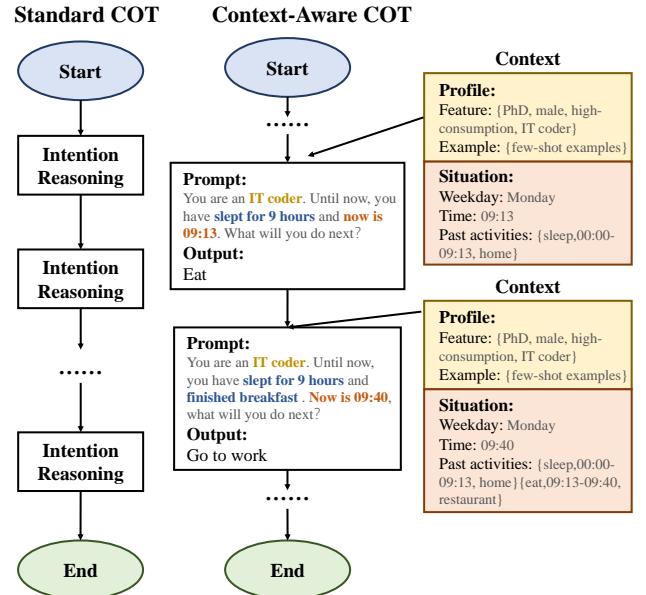 Standard COT
Start
Intention
Reasoning
Intention
Reasoning
······
Intention
Reasoning
End
Context-Aware COT
Start
······
Prompt:
You are an IT coder. Until now, you
have slept for 9 hours and now is
09:13. What will you do next?
Output:
Eat
Prompt:
You are an IT coder. Until now,
you have slept for 9 hours and
finished breakfast . Now is 09:40,
what will you do next?
Output:
Go to work
······
End
Context
Profile:
Feature: {PhD, male, high-
consumption, IT coder}
Example: {few-shot examples}
Situation:
Weekday: Monday
Time: 09:13
Past activities: {sleep,00:00-
09:13, home}
Context
Profile:
Feature: {PhD, male, high-
consumption, IT coder}
Example: {few-shot examples}
Situation:
Weekday: Monday
Time: 09:40
Past activities: {sleep,00:00-
09:13, home}{eat,09:13-09:40,
restaurant}